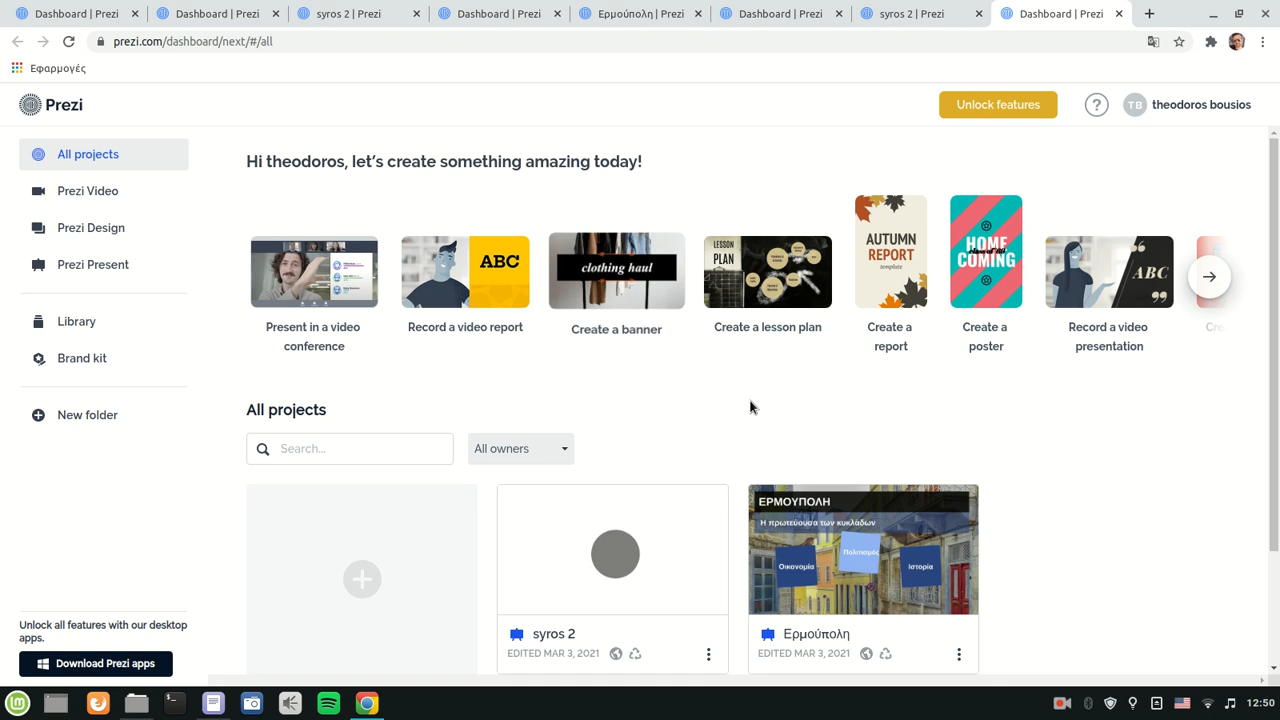 Dashboard | Prezi
Dashboard | Prezi
syros 2 | Prezi
Dashboard | Prezi
Ερμούπολη | Prezi
Dashboard | Prezi
syros 2 | Prezi
Dashboard | Prezi
prezi.com/dashboard/next/#/all
Εφαρμογές
Prezi
Unlock features
?
TB
theodoros bousios
All projects
Prezi Video
Prezi Design
Prezi Present
Library
Brand kit
New folder
Unlock all features with our desktop
apps.
Download Prezi apps
Hi theodoros, let's create something amazing today!
Present in a video
conference
ABC
Record a video report
clothing haul
Create a banner
LESSON
PLAN
Create a lesson plan
AUTUMN
REPORT
template
Create a
report
HOME
COMING
Create a
poster
“
ABC
”
Record a video
presentation
Cre
All projects
Search...
All owners
syros 2
EDITED MAR 3, 2021
ΕΡΜΟΥΠΟΛΗ
Η πρωτεύουσα των κυκλάδων
Οικονομία
Πολιτισμός
Ιστορία
Ερμούπολη
EDITED MAR 3, 2021
12:50